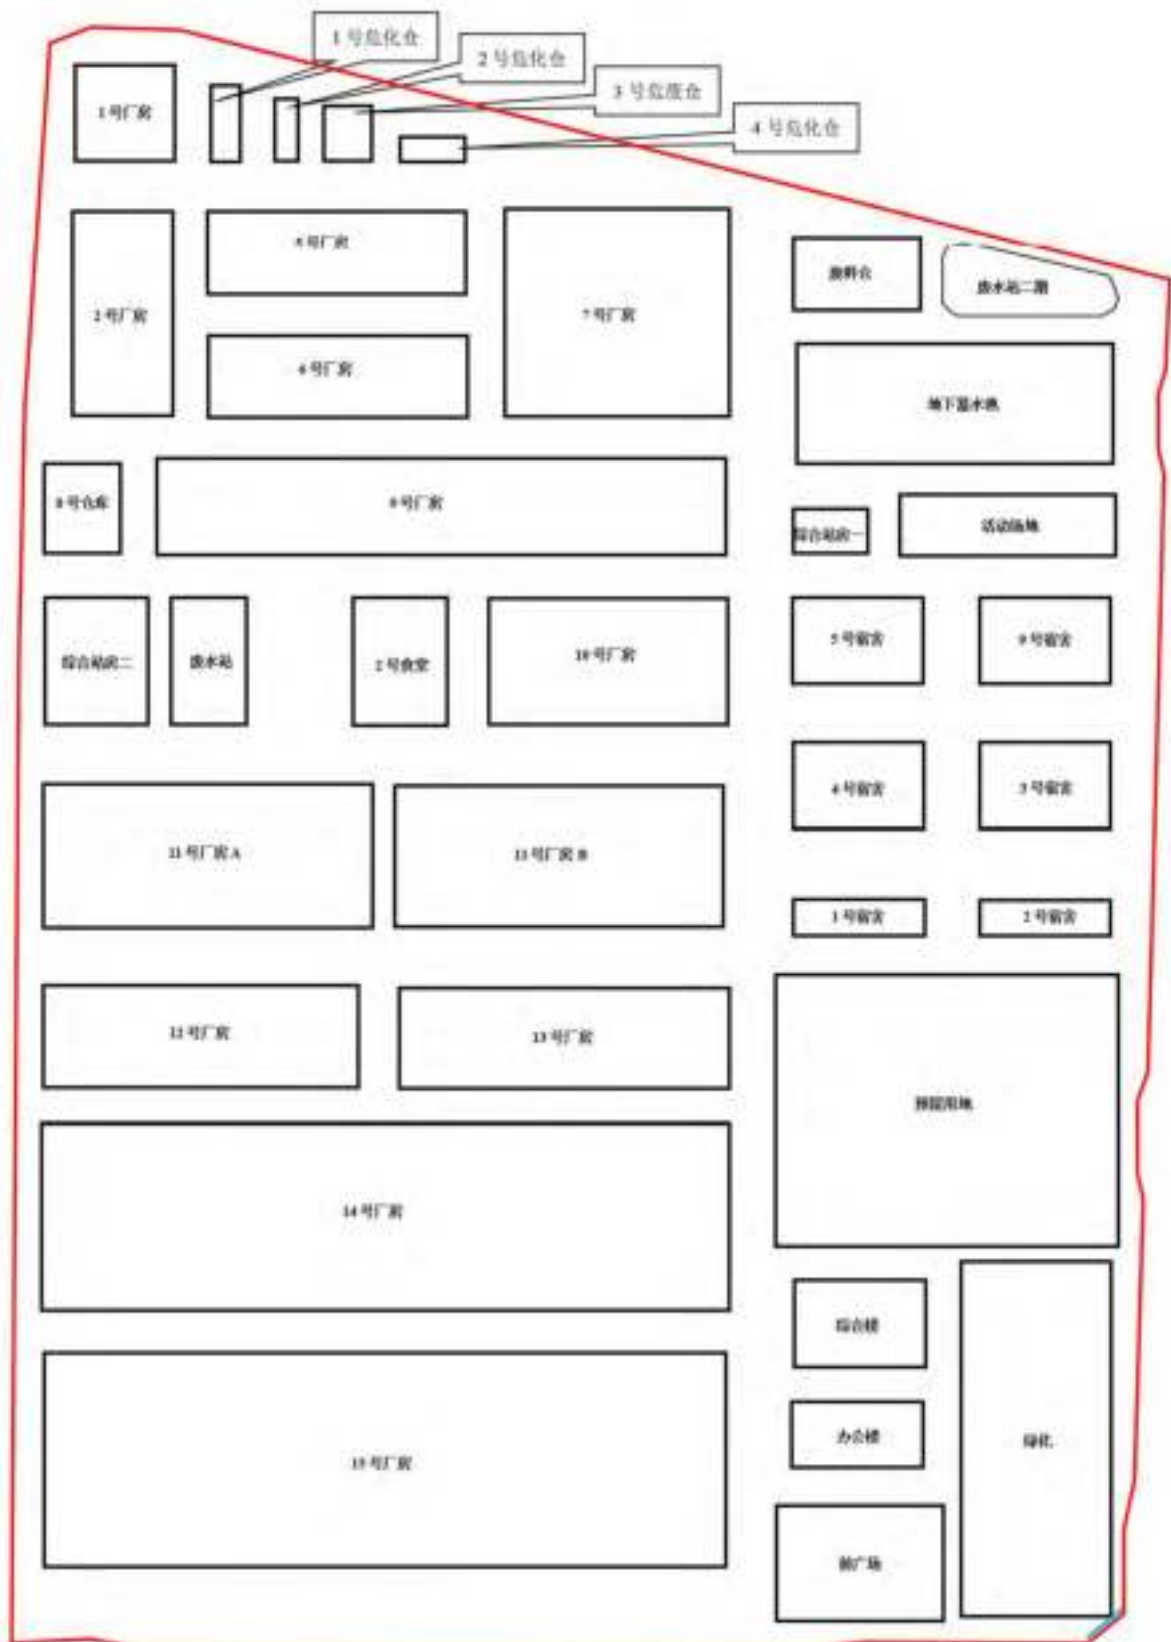 1号危化仓
2号危化仓
3号危废仓
4号危化仓
1号厂房
2号厂房
5号厂房
6号厂房
7号厂房
废料仓
废水站二期
地下蓄水池
8号仓库
9号厂房
综合站房一
活动场地
综合站房二
废水站
2号食堂
10号厂房
5号宿舍
4号宿舍
3号宿舍
11号厂房A
11号厂房B
1号宿舍
2号宿舍
12号厂房
13号厂房
预留用地
14号厂房
综合楼
办公楼
绿化
15号厂房
前广场